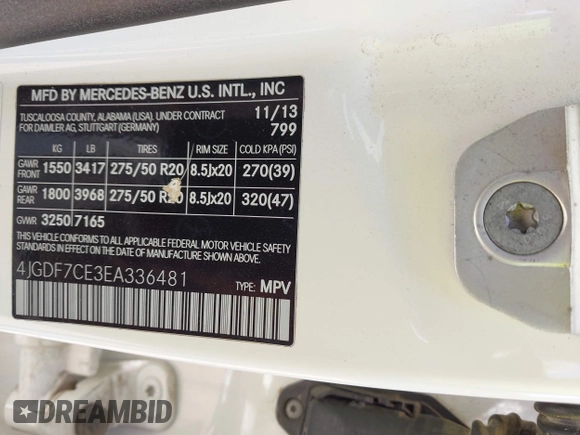 MFD BY MERCEDES-BENZ U.S. INTL., INC
TUSCALOOSA COUNTY, ALABAMA (USA). UNDER CONTRACT 11/13
FOR DAIMLER AG, STUTTGART (GERMANY) 799
KG LB TIRES RIM SIZE COLD KPA (PSI)
GAWR FRONT 1550 3417 275/50 R20 8.5Jx20 270(39)
GAWR REAR 1800 3968 275/50 R20 8.5Jx20 320(47)
GVWR 3250 7165
THIS VEHICLE CONFORMS TO ALL APPLICABLE FEDERAL MOTOR VEHICLE SAFETY
STANDARDS IN EFFECT ON THE DATE OF MANUFACTURE SHOWN ABOVE.
4JGDF7CE3EA336481
TYPE: MPV
DREAMBID